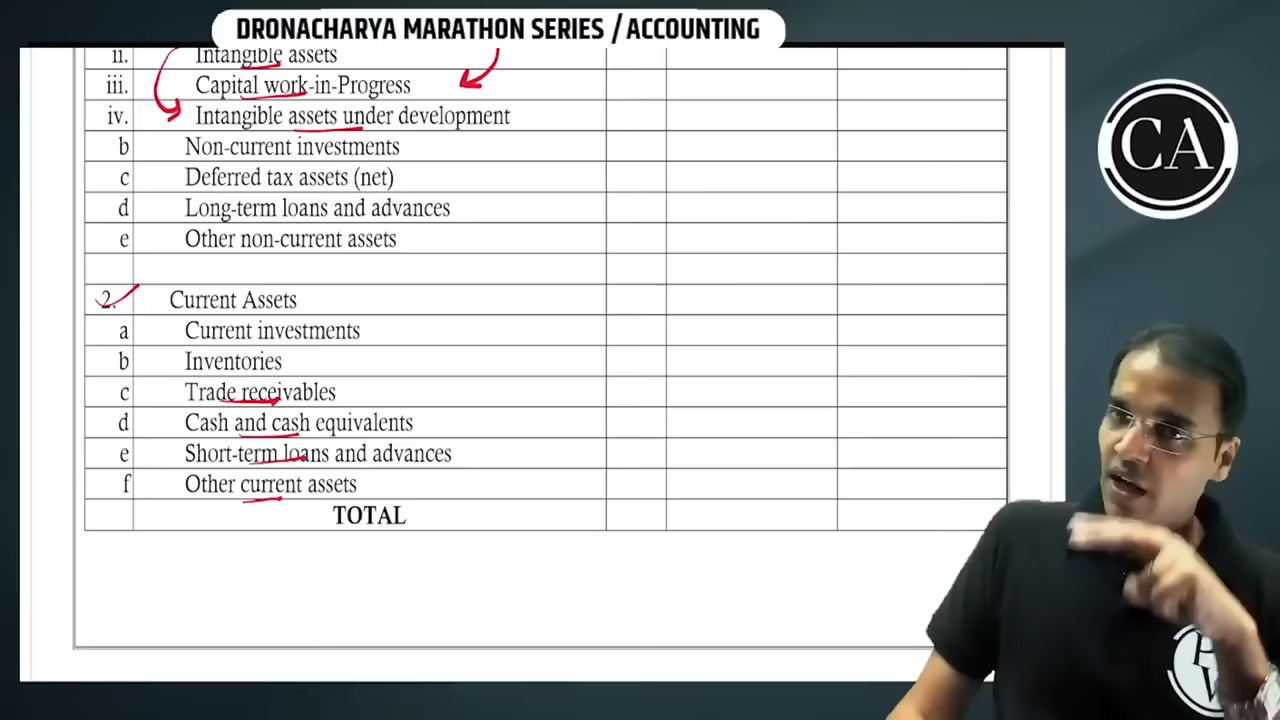 DRONACHARYA MARATHON SERIES / ACCOUNTING
ii. Intangible assets
iii. Capital work-in-Progress
iv. Intangible assets under development
b Non-current investments
c Deferred tax assets (net)
d Long-term loans and advances
e Other non-current assets
2. Current Assets
a Current investments
b Inventories
c Trade receivables
d Cash and cash equivalents
e Short-term loans and advances
f Other current assets
TOTAL
CA
P
W